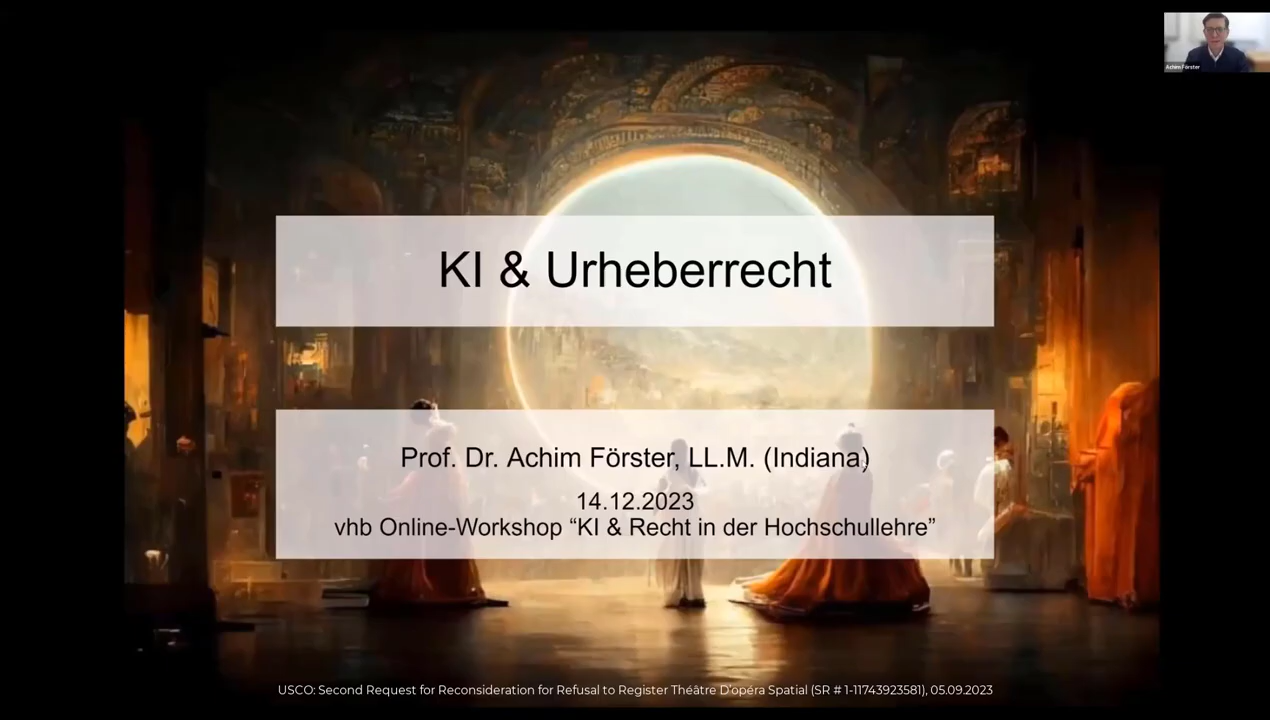 Achim Förster
KI & Urheberrecht
Prof. Dr. Achim Förster, LL.M. (Indiana)
14.12.2023
vhb Online-Workshop “KI & Recht in der Hochschullehre”
USCO: Second Request for Reconsideration for Refusal to Register Théâtre D'opéra Spatial (SR # 1-11743923581), 05.09.2023